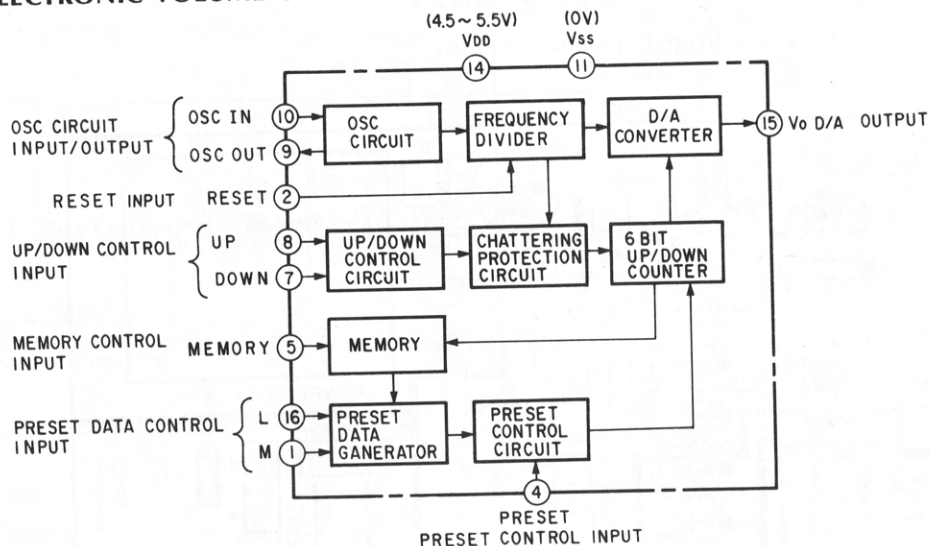 (4.5~5.5V)
VDD
14
(0V)
VSS
11
OSC CIRCUIT
INPUT/OUTPUT
OSC IN
10
OSC OUT
9
OSC
CIRCUIT
FREQUENCY
DIVIDER
D/A
CONVERTER
15
Vo D/A OUTPUT
RESET INPUT
RESET
2
UP/DOWN CONTROL
INPUT
UP
8
DOWN
7
UP/DOWN
CONTROL
CIRCUIT
CHATTERING
PROTECTION
CIRCUIT
6 BIT
UP/DOWN
COUNTER
MEMORY CONTROL
INPUT
MEMORY
5
MEMORY
PRESET DATA CONTROL
INPUT
L
16
M
1
PRESET
DATA
GANERATOR
PRESET
CONTROL
CIRCUIT
4
PRESET
PRESET CONTROL INPUT